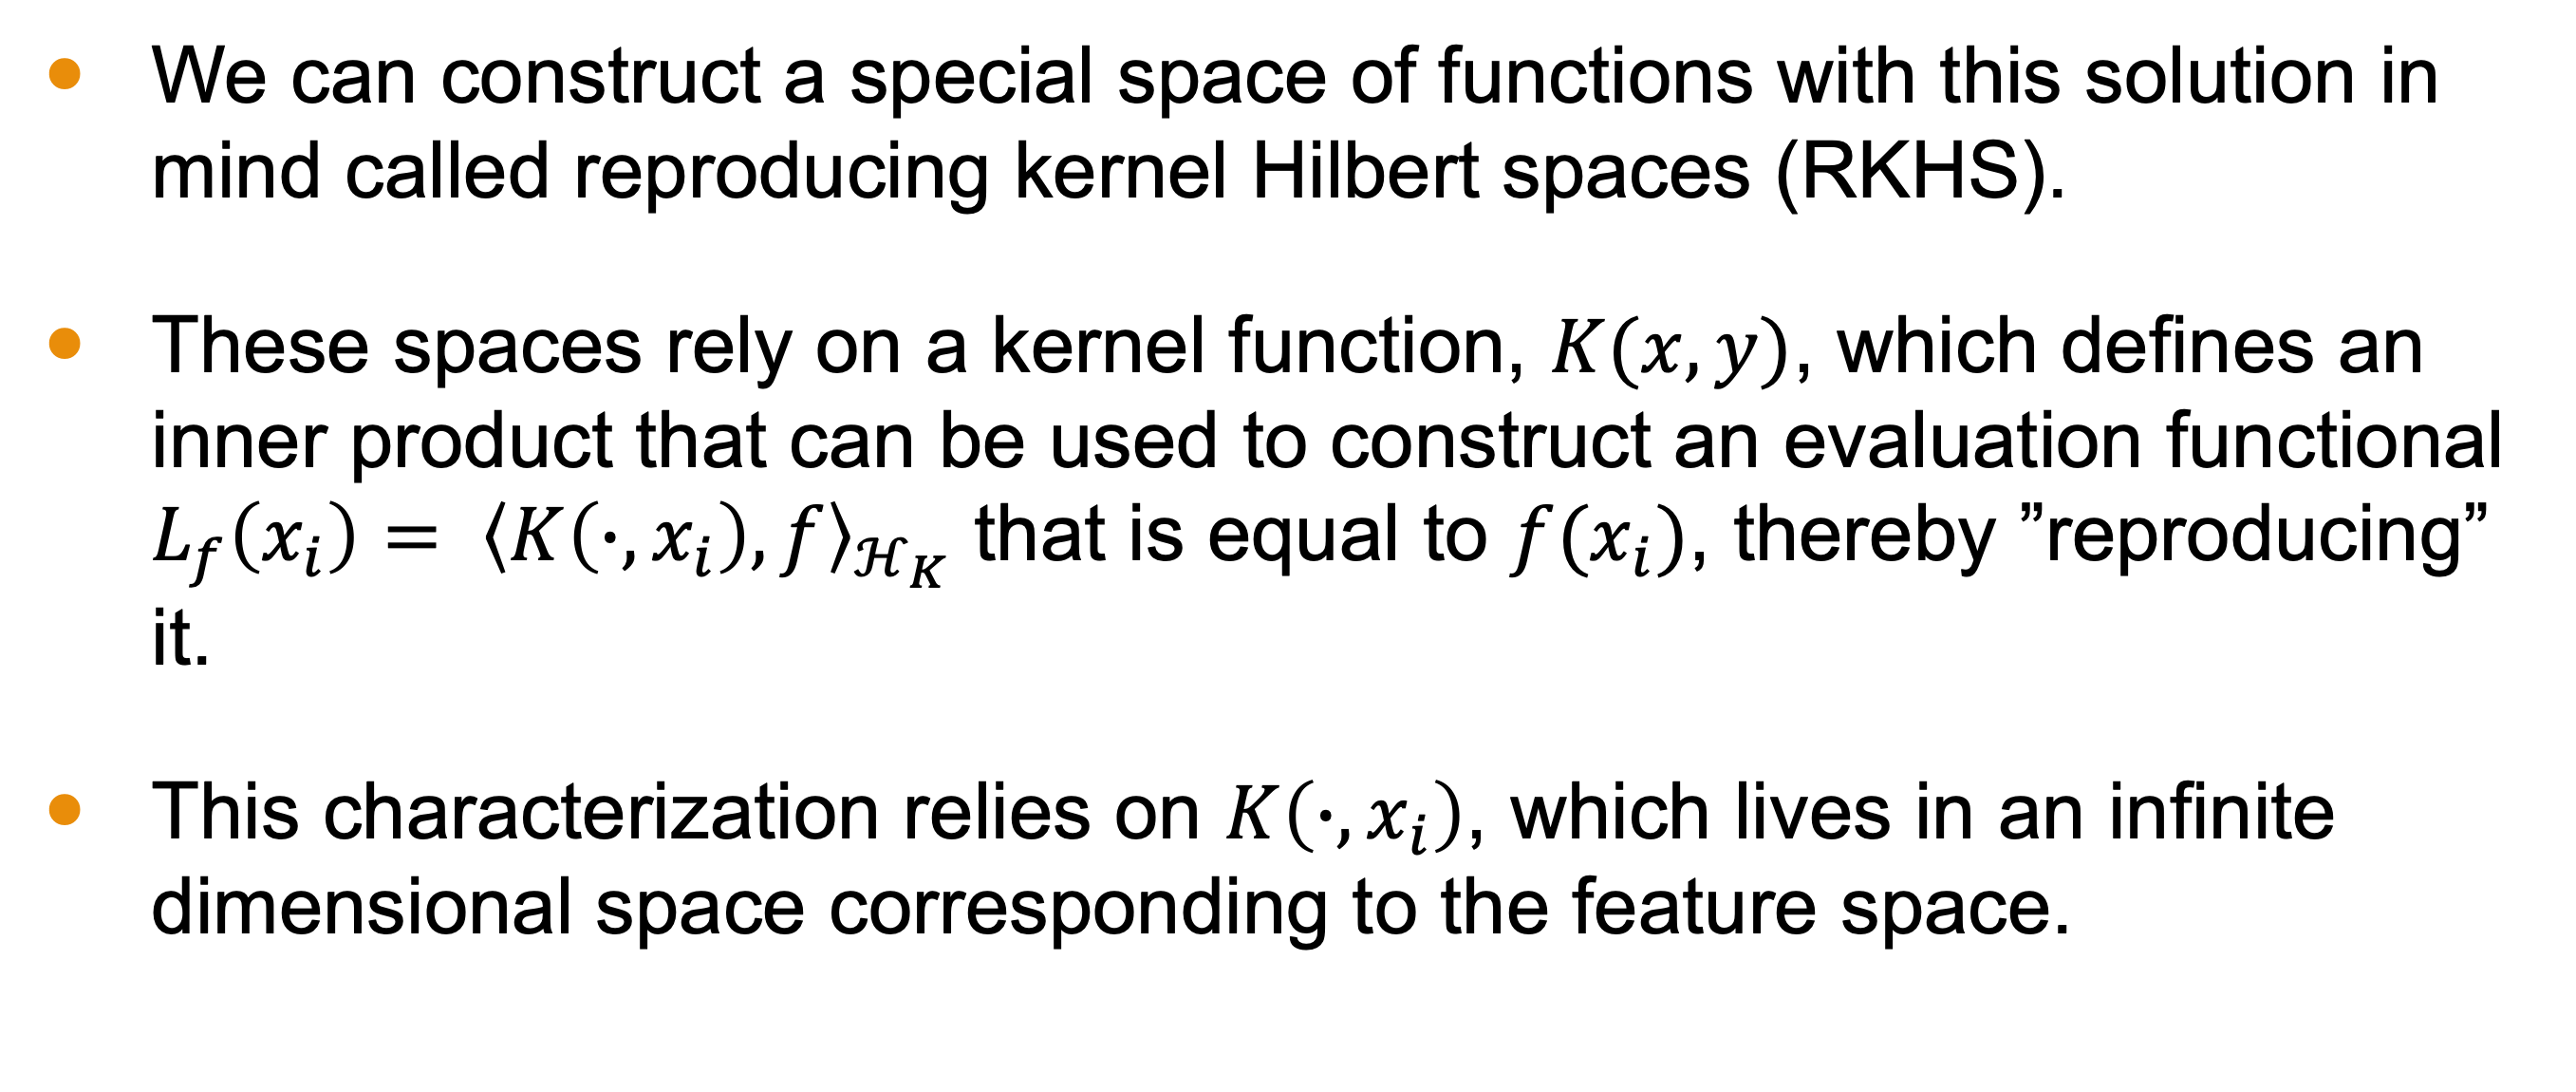 • We can construct a special space of functions with this solution in
mind called reproducing kernel Hilbert spaces (RKHS).
• These spaces rely on a kernel function, 𝐾(𝑥, 𝑦), which defines an
inner product that can be used to construct an evaluation functional
𝐿_𝑓(𝑥_𝑖) = ⟨𝐾(·, 𝑥_𝑖), 𝑓⟩_{ℋ_𝐾} that is equal to 𝑓(𝑥_𝑖), thereby ”reproducing”
it.
• This characterization relies on 𝐾(·, 𝑥_𝑖), which lives in an infinite
dimensional space corresponding to the feature space.